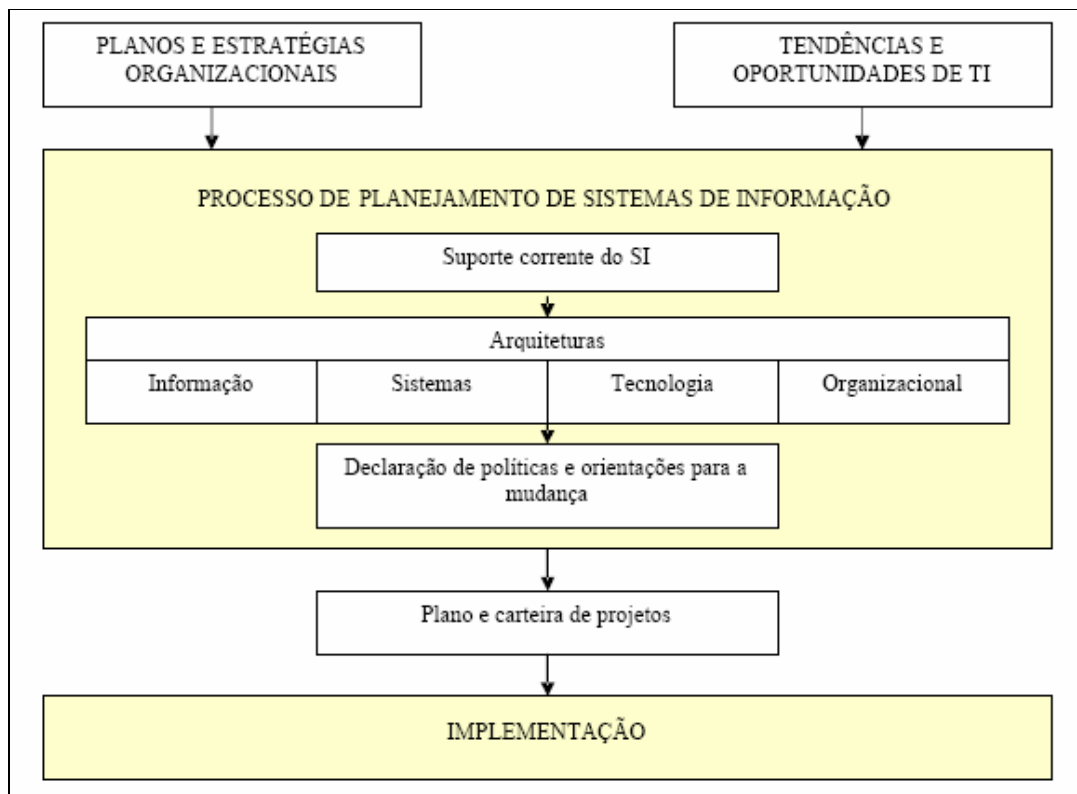 PLANOS E ESTRATÉGIAS
ORGANIZACIONAIS
TENDÊNCIAS E
OPORTUNIDADES DE TI
PROCESSO DE PLANEJAMENTO DE SISTEMAS DE INFORMAÇÃO
Suporte corrente do SI
Arquiteturas
Informação
Sistemas
Tecnologia
Organizacional
Declaração de políticas e orientações para a
mudança
Plano e carteira de projetos
IMPLEMENTAÇÃO